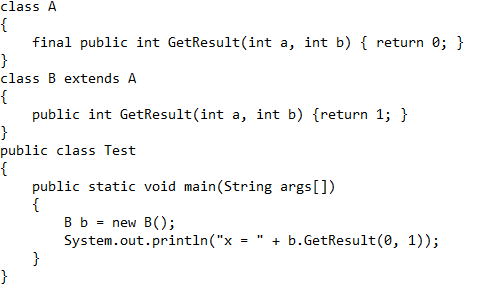 class A
{
    final public int GetResult(int a, int b) { return 0; }
}
class B extends A
{
    public int GetResult(int a, int b) {return 1; }
}
public class Test
{
    public static void main(String args[])
    {
        B b = new B();
        System.out.println("x = " + b.GetResult(0, 1));
    }
}